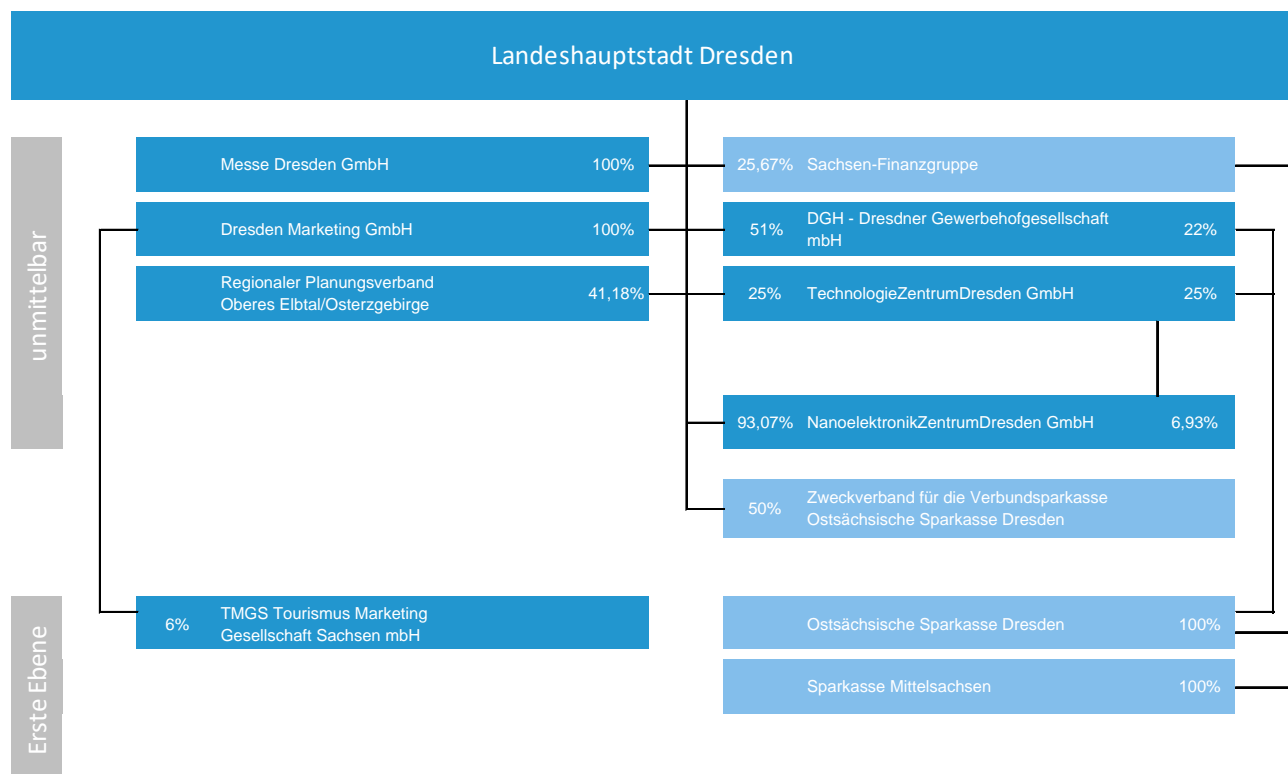 Landeshauptstadt Dresden
unmittelbar
Messe Dresden GmbH 100%
25,67% Sachsen-Finanzgruppe
Dresden Marketing GmbH 100%
51% DGH - Dresdner Gewerbehofgesellschaft
mbH 22%
Regionaler Planungsverband
Oberes Elbtal/Osterzgebirge 41,18%
25% TechnologieZentrumDresden GmbH 25%
93,07% NanoelektronikZentrumDresden GmbH 6,93%
50% Zweckverband für die Verbundsparkasse
Ostsächsische Sparkasse Dresden
Erste Ebene
6% TMGS Tourismus Marketing
Gesellschaft Sachsen mbH
Ostsächsische Sparkasse Dresden 100%
Sparkasse Mittelsachsen 100%